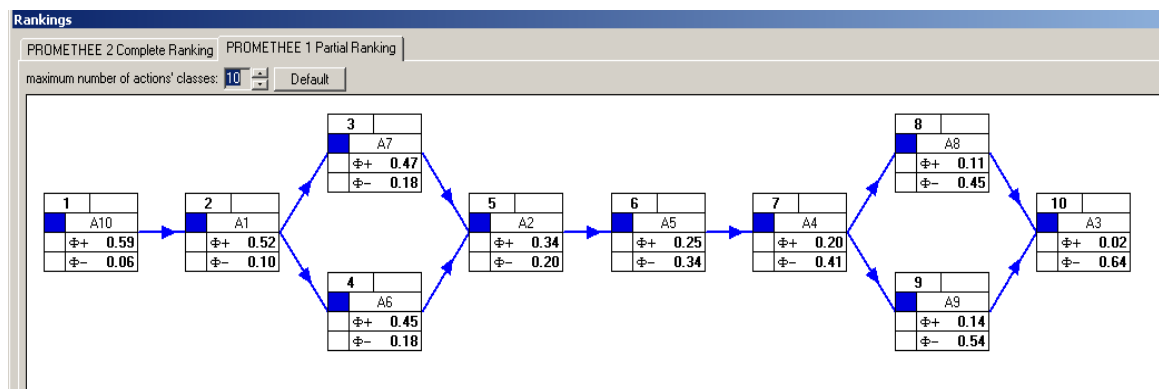 Rankings
PROMETHEE 2 Complete Ranking
PROMETHEE 1 Partial Ranking
maximum number of actions' classes: 10
Default
1
A10
Φ+ 0.59
Φ− 0.06
2
A1
Φ+ 0.52
Φ− 0.10
3
A7
Φ+ 0.47
Φ− 0.18
4
A6
Φ+ 0.45
Φ− 0.18
5
A2
Φ+ 0.34
Φ− 0.20
6
A5
Φ+ 0.25
Φ− 0.34
7
A4
Φ+ 0.20
Φ− 0.41
8
A8
Φ+ 0.11
Φ− 0.45
9
A9
Φ+ 0.14
Φ− 0.54
10
A3
Φ+ 0.02
Φ− 0.64